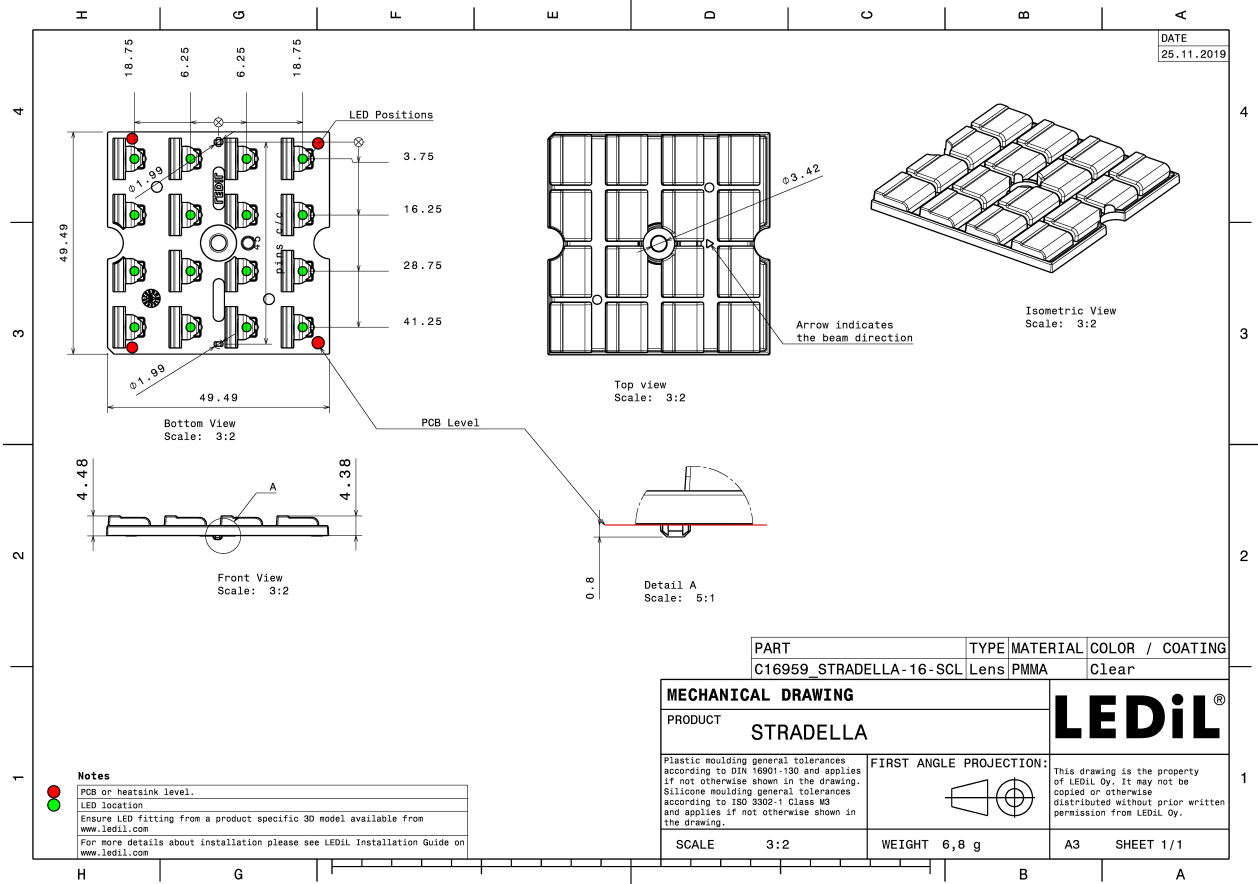 H G F E D C B A
DATE
25.11.2019
4 4
3 3
2 2
1 1
18.75 6.25 6.25 18.75
LED Positions
3.75
16.25
28.75
41.25
Ø1.99
Ø1.99
LEDiL
45
pins c/c
49.49
49.49
Bottom View
Scale: 3:2
PCB Level
Ø3.42
Arrow indicates
the beam direction
Top view
Scale: 3:2
Isometric View
Scale: 3:2
4.48
4.38
A
Front View
Scale: 3:2
0.8
Detail A
Scale: 5:1
PART TYPE MATERIAL COLOR / COATING
C16959_STRADELLA-16-SCL Lens PMMA Clear
MECHANICAL DRAWING
PRODUCT
STRADELLA
LEDiL®
Plastic moulding general tolerances
according to DIN 16901-130 and applies
if not otherwise shown in the drawing.
Silicone moulding general tolerances
according to ISO 3302-1 Class M3
and applies if not otherwise shown in
the drawing.
FIRST ANGLE PROJECTION:
This drawing is the property
of LEDiL Oy. It may not be
copied or otherwise
distributed without prior written
permission from LEDiL Oy.
SCALE 3:2
WEIGHT 6,8 g
A3 SHEET 1/1
Notes
PCB or heatsink level.
LED location
Ensure LED fitting from a product specific 3D model available from
www.ledil.com
For more details about installation please see LEDiL Installation Guide on
www.ledil.com
H G B A